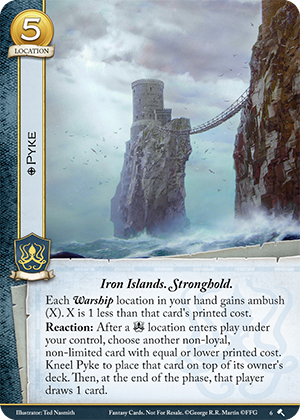 5
LOCATION
PYKE
Iron Islands. Stronghold.
Each Warship location in your hand gains ambush
(X). X is 1 less than that card's printed cost.
Reaction: After a location enters play under
your control, choose another non-loyal,
non-limited card with equal or lower printed cost.
Kneel Pyke to place that card on top of its owner's
deck. Then, at the end of the phase, that player
draws 1 card.
Illustrator: Ted Nasmith Fantasy Cards. Not For Resale. ©George R.R. Martin ©FFG 6